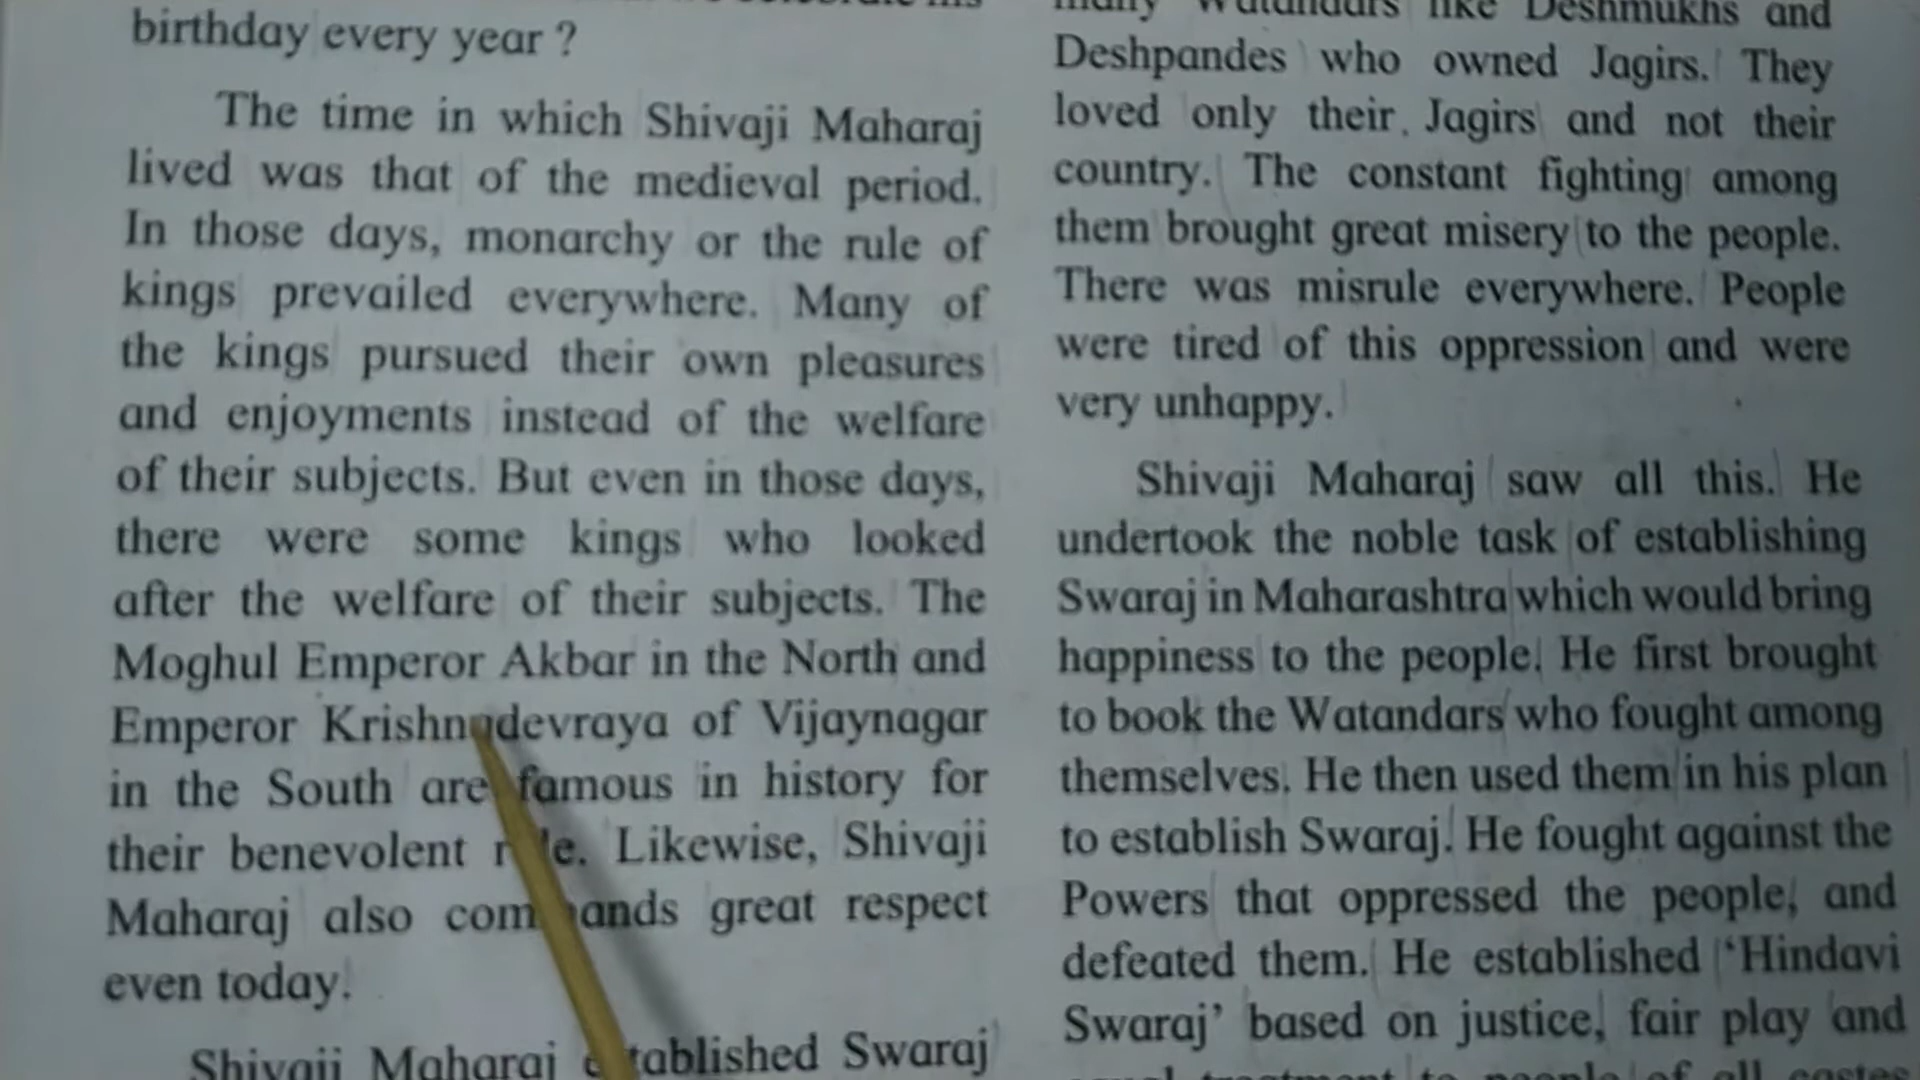 birthday every year ?
The time in which Shivaji Maharaj
lived was that of the medieval period.
In those days, monarchy or the rule of
kings prevailed everywhere. Many of
the kings pursued their own pleasures
and enjoyments instead of the welfare
of their subjects. But even in those days,
there were some kings who looked
after the welfare of their subjects. The
Moghul Emperor Akbar in the North and
Emperor Krishnadevraya of Vijaynagar
in the South are famous in history for
their benevolent rule. Likewise, Shivaji
Maharaj also commands great respect
even today.
Shivaji Maharaj established Swaraj
many Watandars like Deshmukhs and
Deshpandes who owned Jagirs. They
loved only their Jagirs and not their
country. The constant fighting among
them brought great misery to the people.
There was misrule everywhere. People
were tired of this oppression and were
very unhappy.
Shivaji Maharaj saw all this. He
undertook the noble task of establishing
Swaraj in Maharashtra which would bring
happiness to the people. He first brought
to book the Watandars who fought among
themselves. He then used them in his plan
to establish Swaraj. He fought against the
Powers that oppressed the people, and
defeated them. He established 'Hindavi
Swaraj' based on justice, fair play and
equal treatment to people of all castes